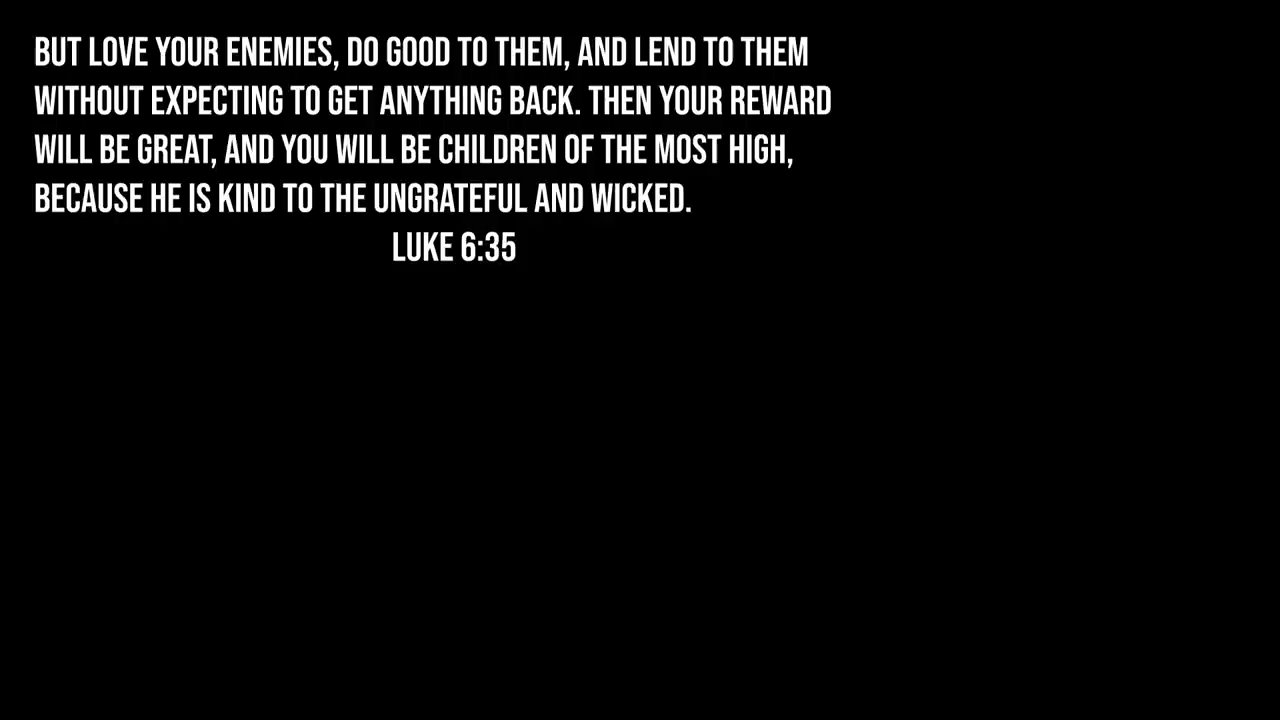 BUT LOVE YOUR ENEMIES, DO GOOD TO THEM, AND LEND TO THEM
WITHOUT EXPECTING TO GET ANYTHING BACK. THEN YOUR REWARD
WILL BE GREAT, AND YOU WILL BE CHILDREN OF THE MOST HIGH,
BECAUSE HE IS KIND TO THE UNGRATEFUL AND WICKED.
LUKE 6:35